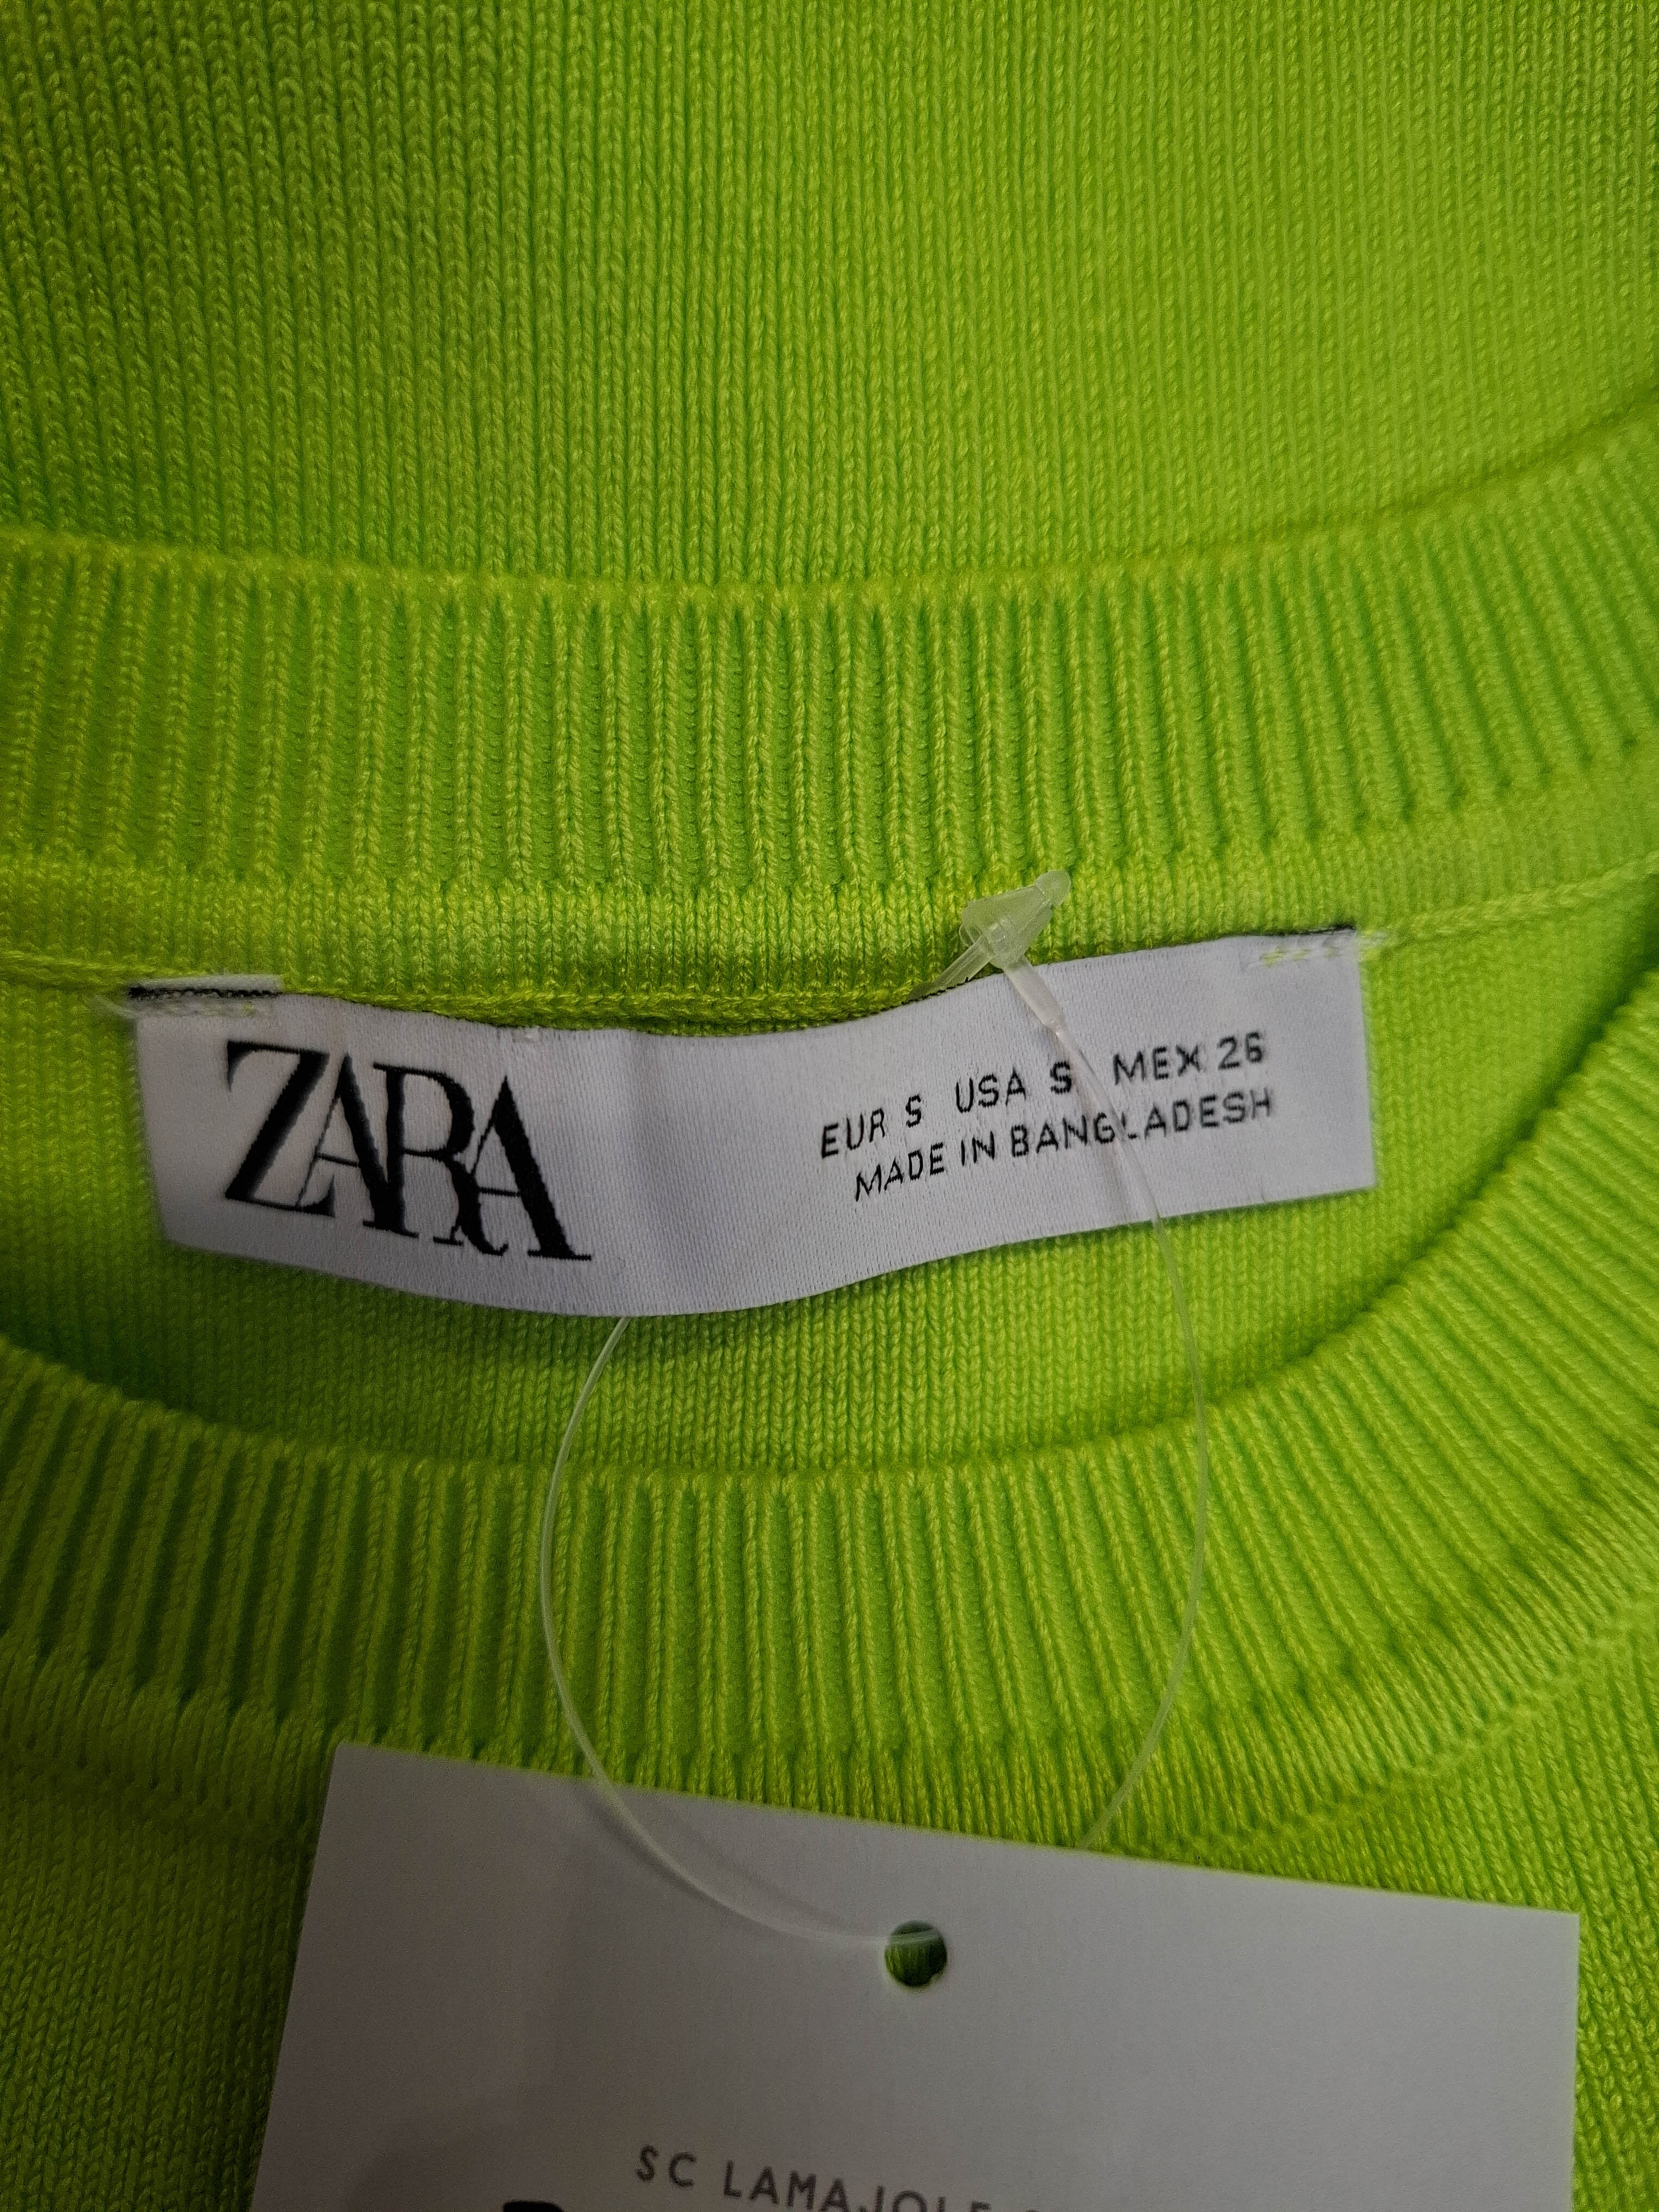 ZARA
EUR S USA S MEX 26
MADE IN BANGLADESH
SC LAMAJOLE